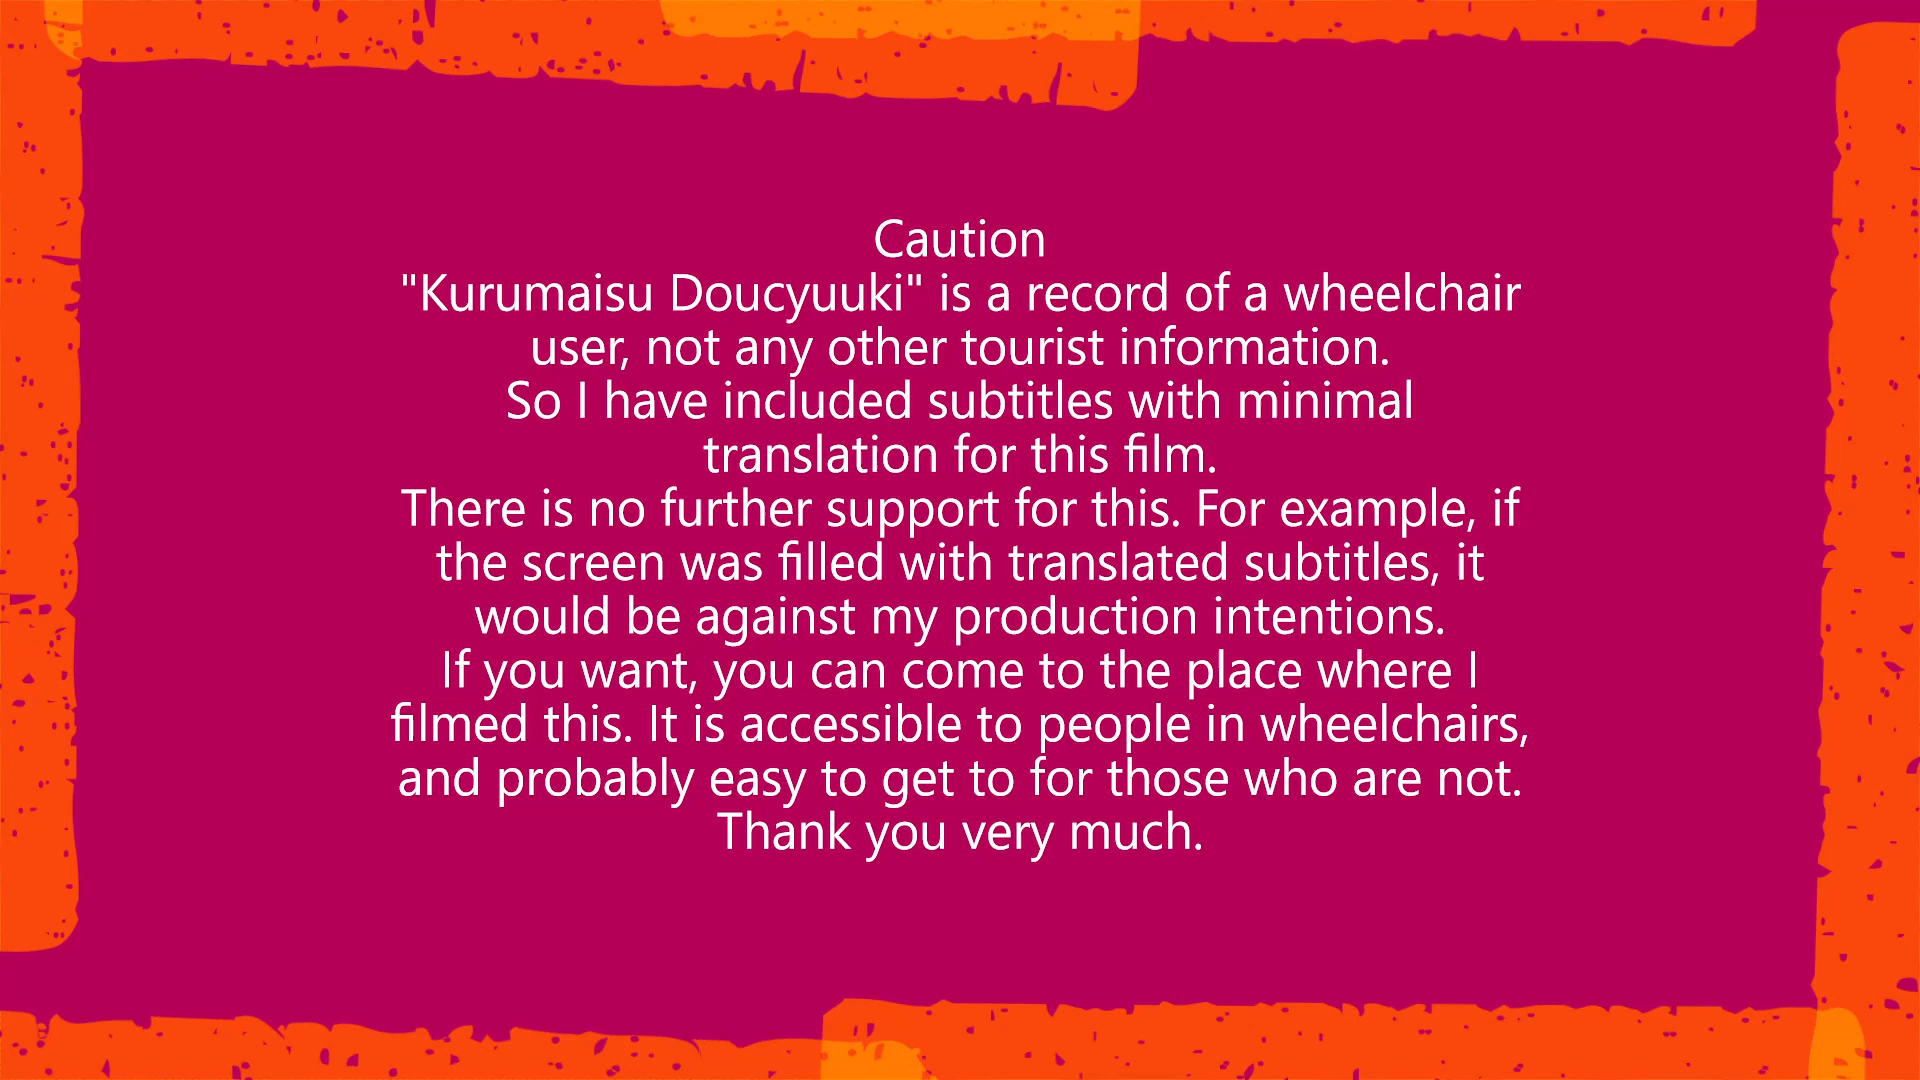 Caution
"Kurumaisu Doucyuuki" is a record of a wheelchair
user, not any other tourist information.
So I have included subtitles with minimal
translation for this film.
There is no further support for this. For example, if
the screen was filled with translated subtitles, it
would be against my production intentions.
If you want, you can come to the place where I
filmed this. It is accessible to people in wheelchairs,
and probably easy to get to for those who are not.
Thank you very much.